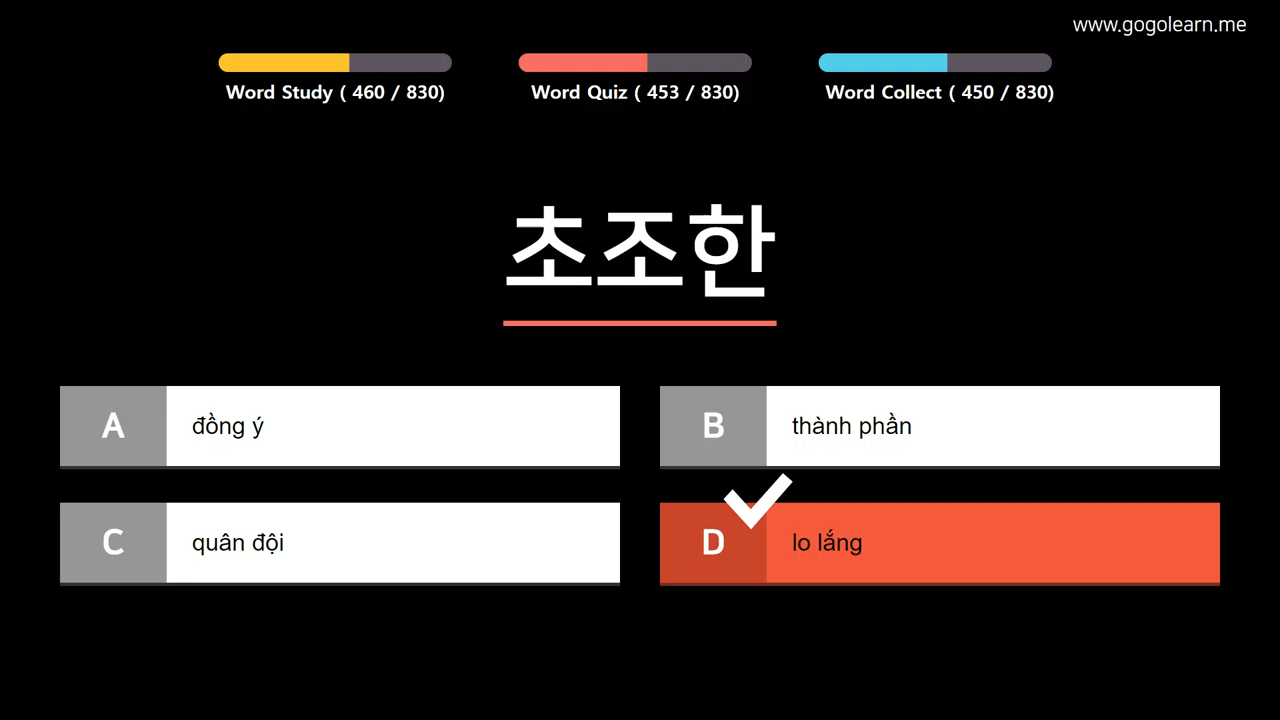 www.gogolearn.me
Word Study ( 460 / 830)
Word Quiz ( 453 / 830)
Word Collect ( 450 / 830)
초조한
A đồng ý
B thành phần
C quân đội
D lo lắng